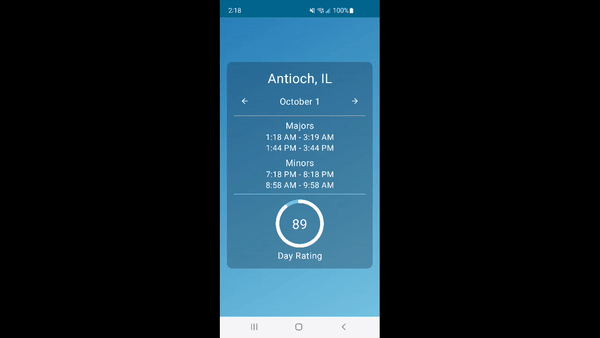 2:18 100%
Antioch, IL
October 1
Majors
1:18 AM - 3:19 AM
1:44 PM - 3:44 PM
Minors
7:18 PM - 8:18 PM
8:58 AM - 9:58 AM
89
Day Rating